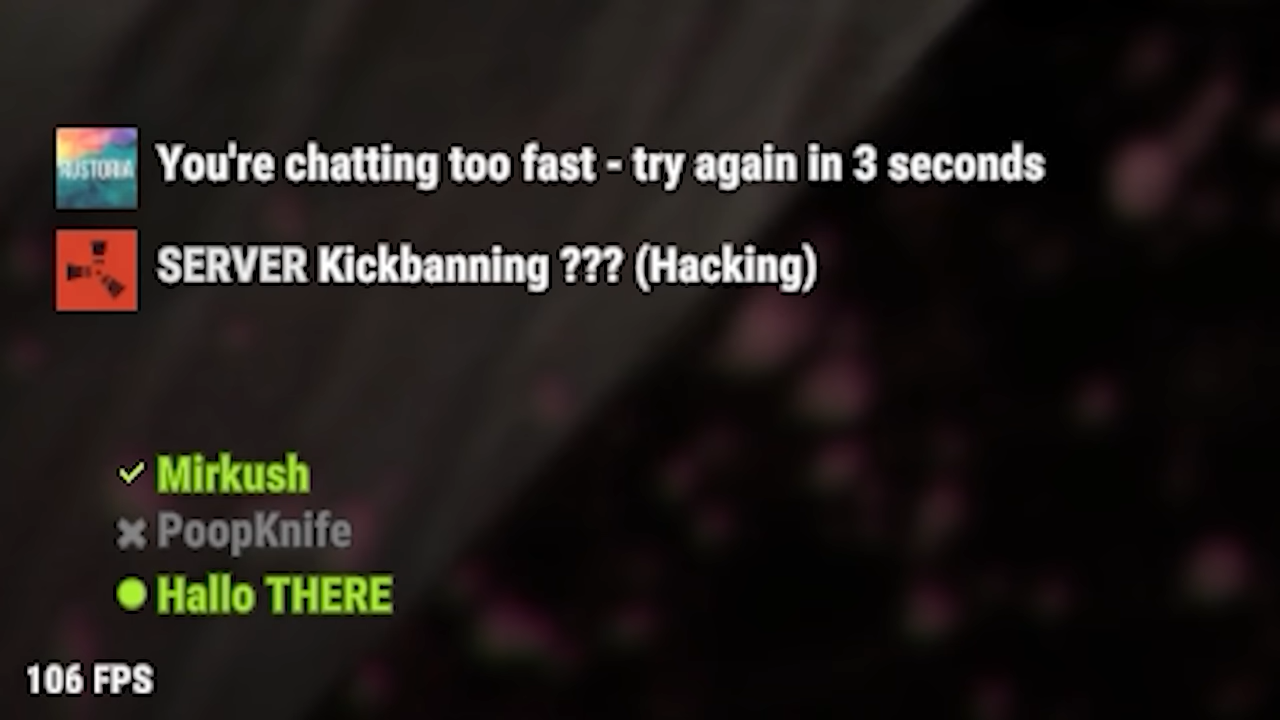 RUSTORIA
You're chatting too fast - try again in 3 seconds
SERVER Kickbanning ??? (Hacking)
Mirkush
PoopKnife
Hallo THERE
106 FPS